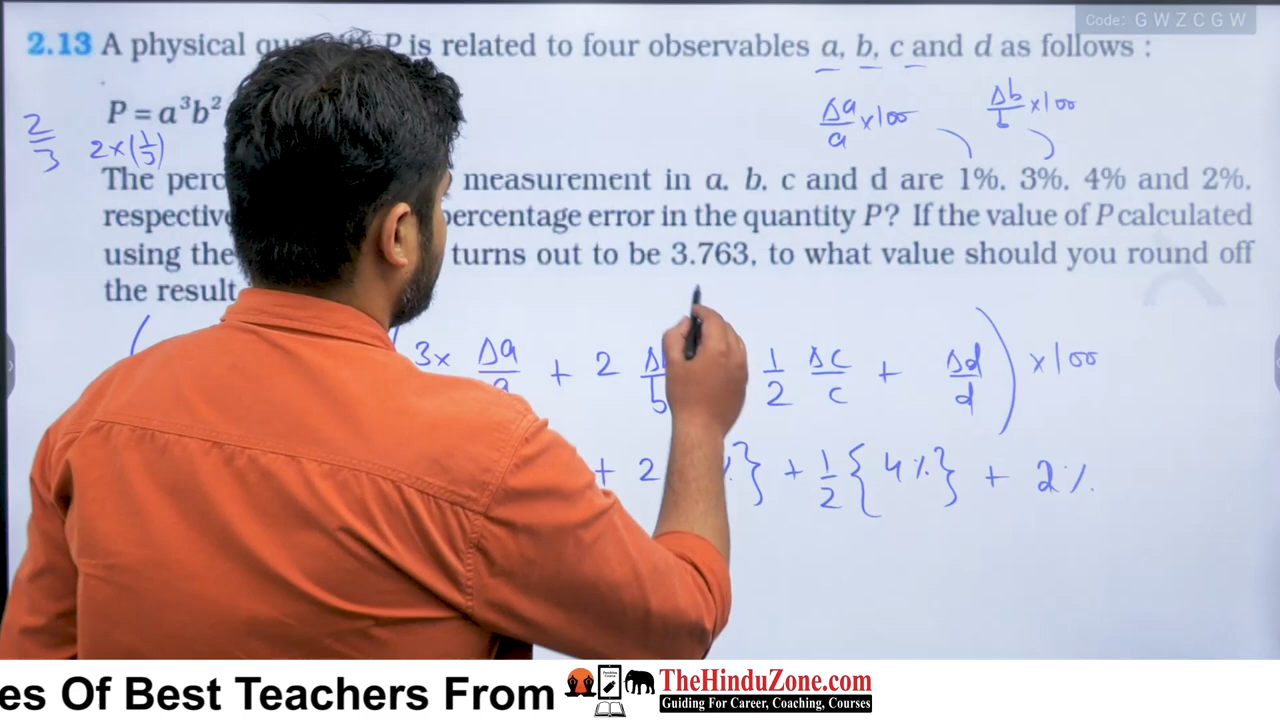 Code: G W Z C G W
2.13 A physical P is related to four observables a, b, c and d as follows :
Δa/a ×100 Δb/b ×100
P = a³b²
2/3 2×(1/3)
The perc measurement in a, b, c and d are 1%, 3%, 4% and 2%,
respective percentage error in the quantity P? If the value of P calculated
using the turns out to be 3.763, to what value should you round off
the result
( 3× Δa/a + 2 Δb/b 1/2 Δc/c + Δd/d ) ×100
+ 2 %} + 1/2 {4%} + 2%
es Of Best Teachers From
TheHinduZone.com
Guiding For Career, Coaching, Courses